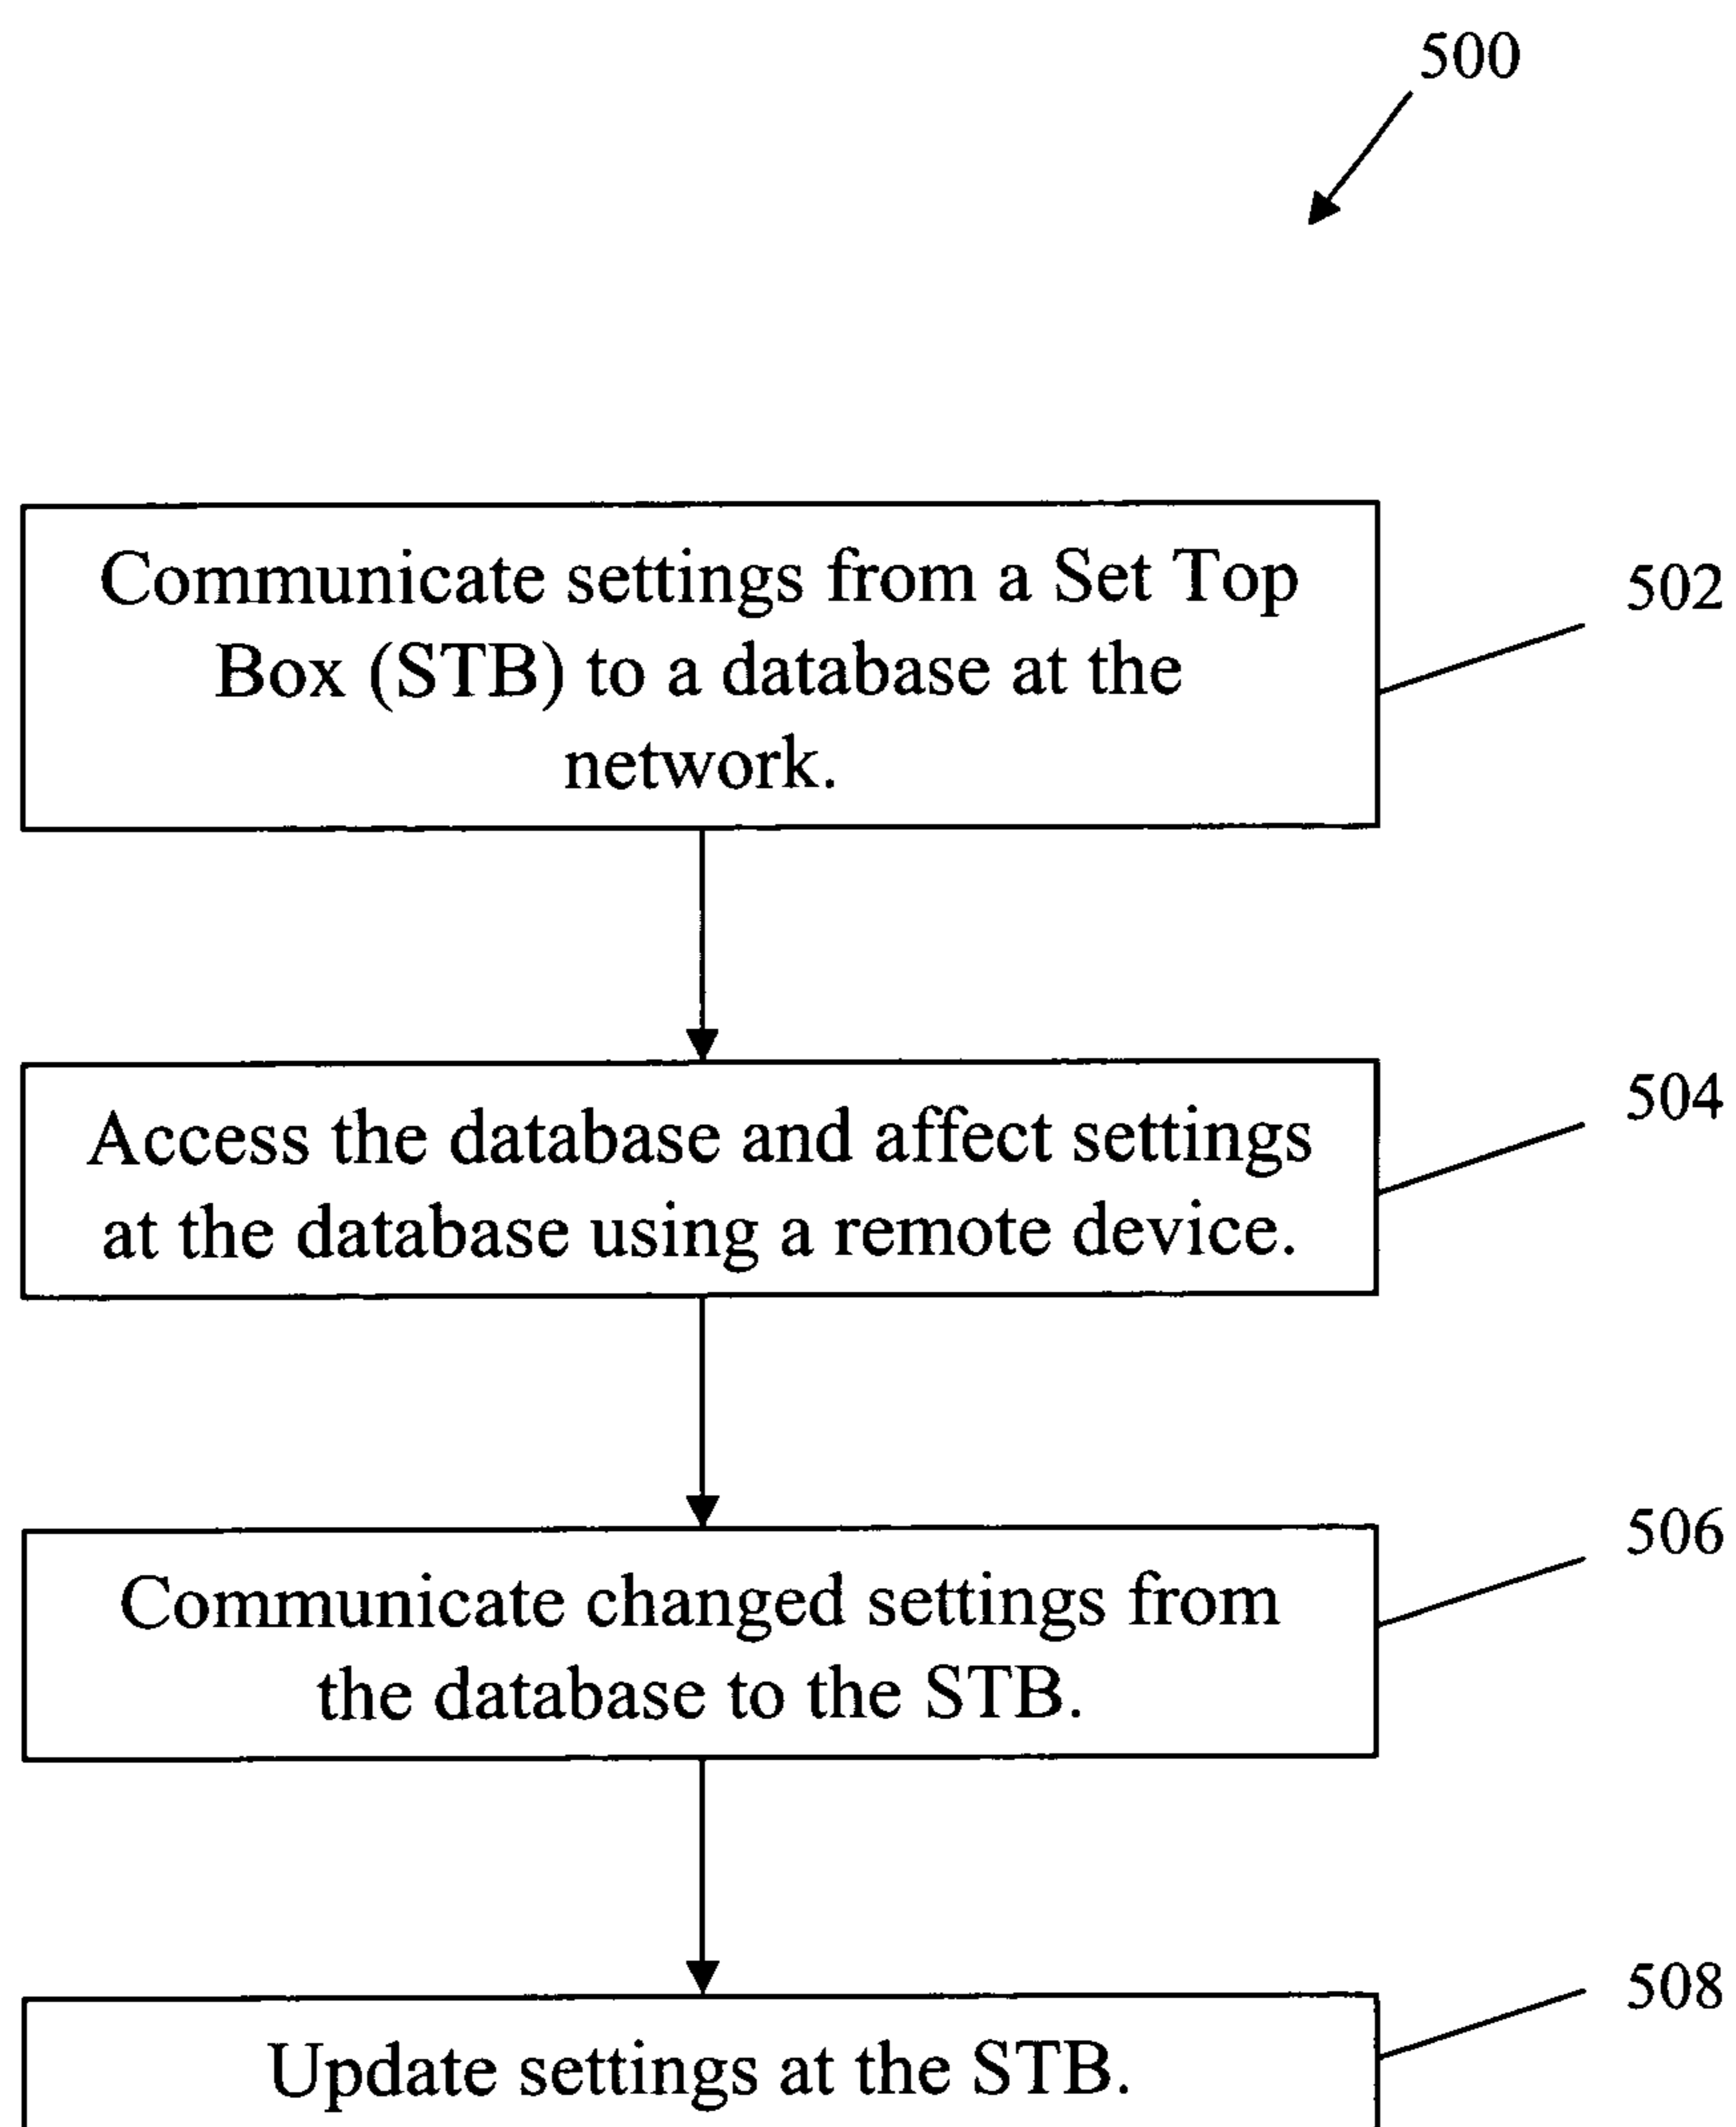 500
Communicate settings from a Set Top
Box (STB) to a database at the
network.
502
Access the database and affect settings
at the database using a remote device.
504
Communicate changed settings from
the database to the STB.
506
Update settings at the STB.
508